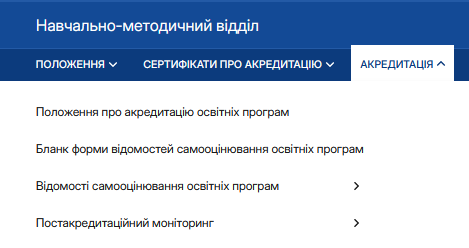 Навчально-методичний відділ
ПОЛОЖЕННЯ СЕРТИФІКАТИ ПРО АКРЕДИТАЦІЮ АКРЕДИТАЦІЯ
Положення про акредитацію освітніх програм
Бланк форми відомостей самооцінювання освітніх програм
Відомості самооцінювання освітніх програм
Постакредитаційний моніторинг